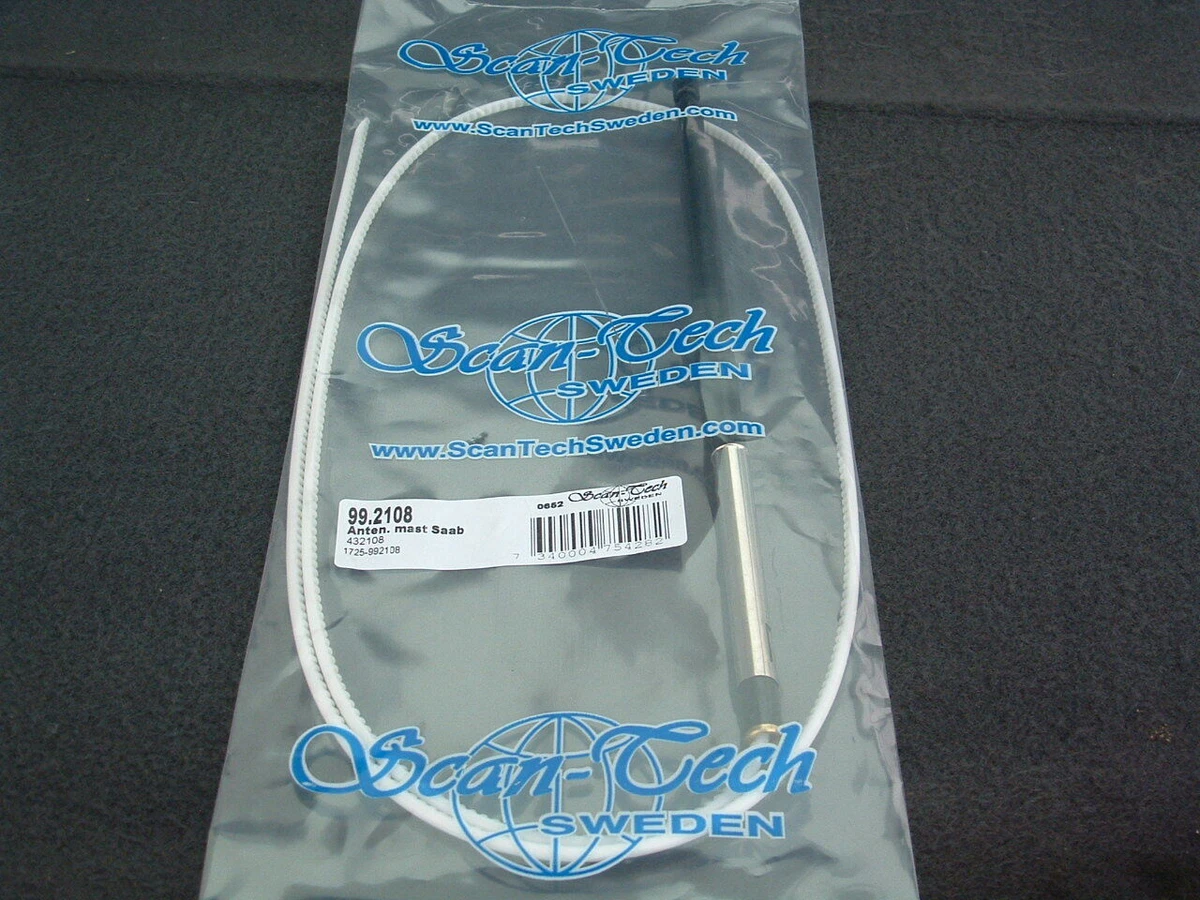 Scan-Tech
SWEDEN
www.ScanTechSweden.com
Scan-Tech
SWEDEN
www.ScanTechSweden.com
99.2108
Anten. mast Saab
432108
1725-992108
0652
Scan-Tech
SWEDEN
7 340004 754282
Scan-Tech
SWEDEN